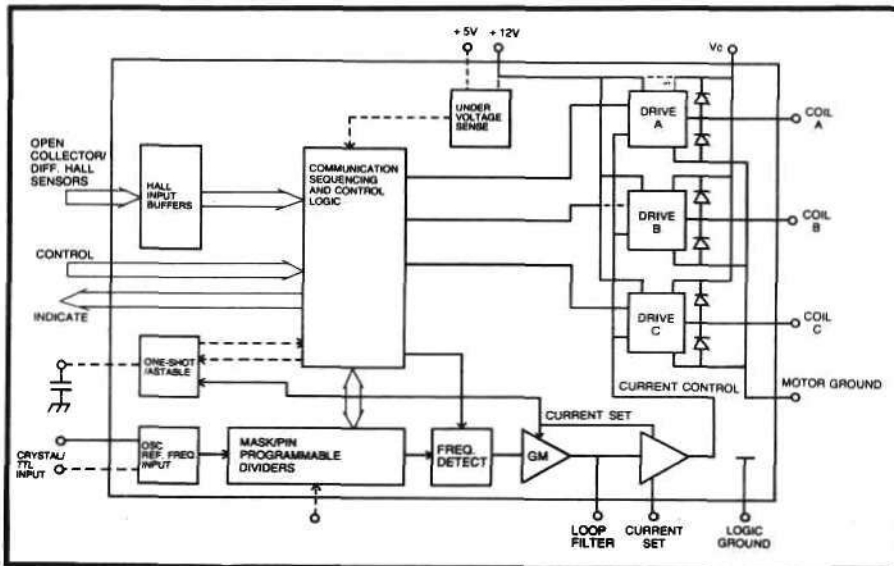 +5V
+12V
Vc
UNDER
VOLTAGE
SENSE
DRIVE
A
COIL
A
OPEN
COLLECTOR/
DIFF. HALL
SENSORS
HALL
INPUT
BUFFERS
COMMUNICATION
SEQUENCING
AND CONTROL
LOGIC
DRIVE
B
COIL
B
CONTROL
INDICATE
DRIVE
C
COIL
C
ONE-SHOT
/ASTABLE
CURRENT CONTROL
MOTOR GROUND
CURRENT SET
CRYSTAL/
TTL
INPUT
OSC
REF. FREQ.
INPUT
MASK/PIN
PROGRAMMABLE
DIVIDERS
FREQ.
DETECT
GM
LOOP
FILTER
CURRENT
SET
LOGIC
GROUND